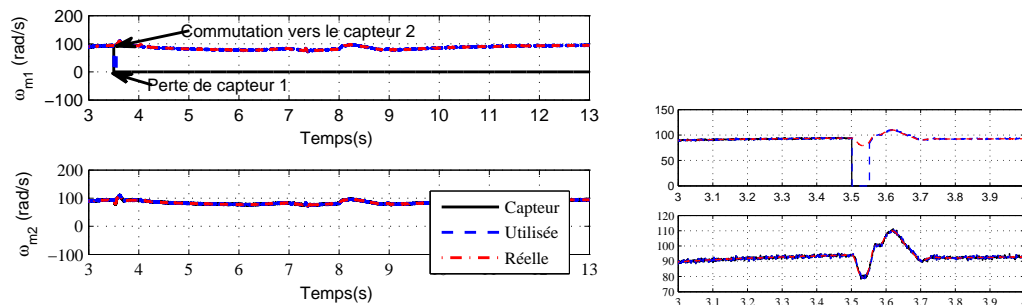 ωm1 (rad/s)
200
100
0
−100
Commutation vers le capteur 2
Perte de capteur 1
3 4 5 6 7 8 9 10 11 12 13
Temps(s)
ωm2 (rad/s)
200
100
0
−100
3 4 5 6 7 8 9 13
Temps(s)
Capteur
Utilisée
Réelle
150
100
50
0
3 3.1 3.2 3.3 3.4 3.5 3.6 3.7 3.8 3.9
120
110
100
90
80
70
3 3.1 3.2 3.3 3.4 3.5 3.6 3.7 3.8 3.9